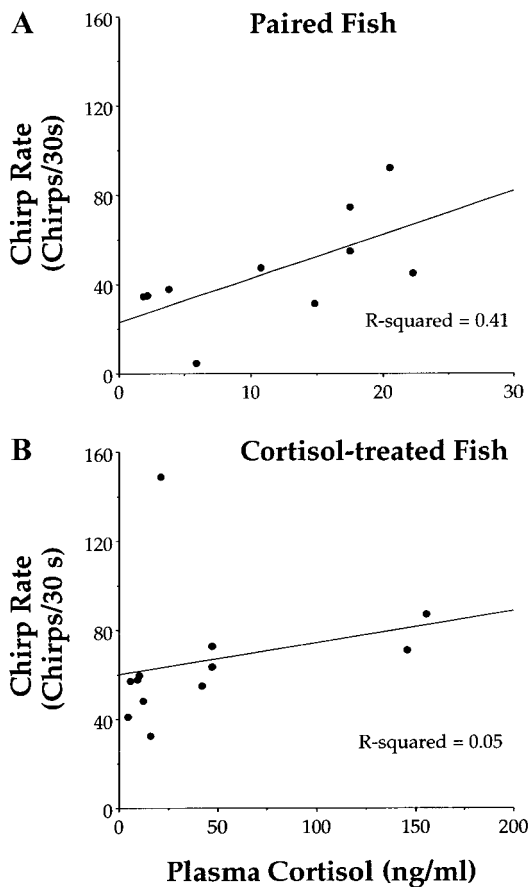 A
Paired Fish
160
120
80
40
0
Chirp Rate
(Chirps/30s)
R-squared = 0.41
0 10 20 30
B
Cortisol-treated Fish
160
120
80
40
0
Chirp Rate
(Chirps/30 s)
R-squared = 0.05
0 50 100 150 200
Plasma Cortisol (ng/ml)